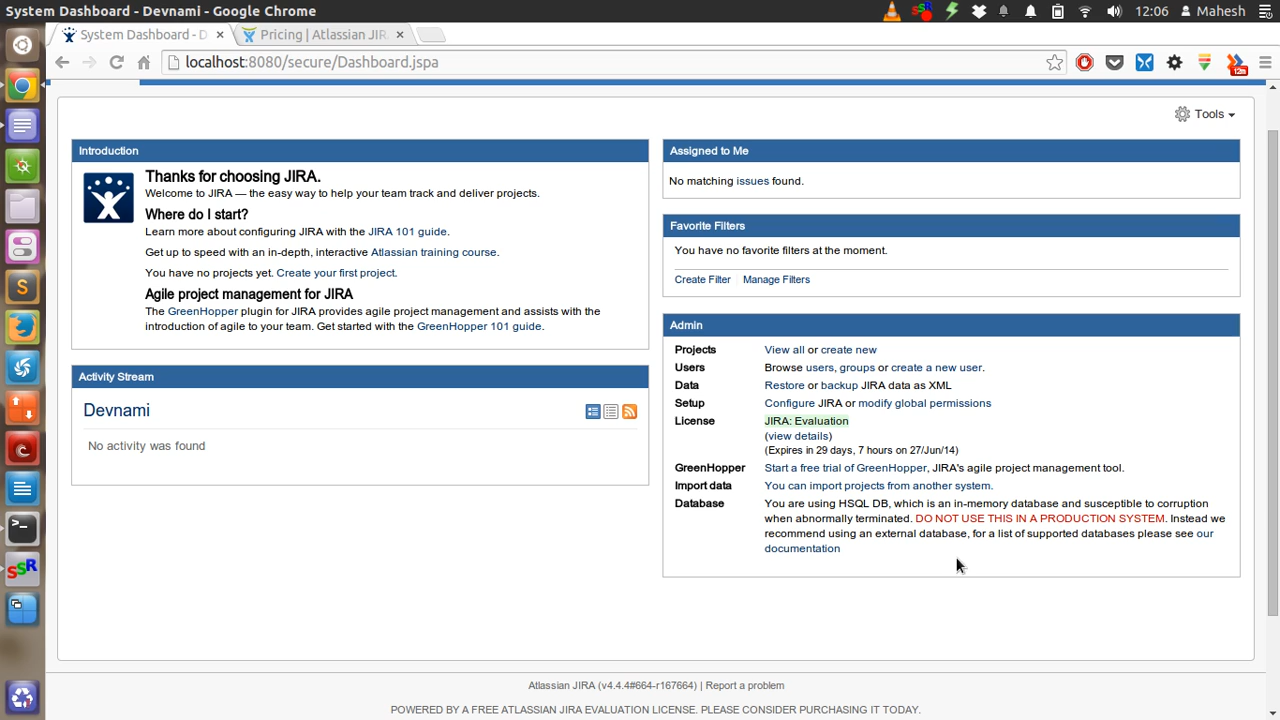 System Dashboard - Devnami - Google Chrome
12:06 Mahesh
System Dashboard - D
Pricing | Atlassian JIR
localhost:8080/secure/Dashboard.jspa
12m
Tools
Introduction
Thanks for choosing JIRA.
Welcome to JIRA — the easy way to help your team track and deliver projects.
Where do I start?
Learn more about configuring JIRA with the JIRA 101 guide.
Get up to speed with an in-depth, interactive Atlassian training course.
You have no projects yet. Create your first project.
Agile project management for JIRA
The GreenHopper plugin for JIRA provides agile project management and assists with the
introduction of agile to your team. Get started with the GreenHopper 101 guide.
Activity Stream
Devnami
No activity was found
Assigned to Me
No matching issues found.
Favorite Filters
You have no favorite filters at the moment.
Create Filter Manage Filters
Admin
Projects View all or create new
Users Browse users, groups or create a new user.
Data Restore or backup JIRA data as XML
Setup Configure JIRA or modify global permissions
License JIRA: Evaluation
(view details)
(Expires in 29 days, 7 hours on 27/Jun/14)
GreenHopper Start a free trial of GreenHopper, JIRA's agile project management tool.
Import data You can import projects from another system.
Database You are using HSQL DB, which is an in-memory database and susceptible to corruption
when abnormally terminated. DO NOT USE THIS IN A PRODUCTION SYSTEM. Instead we
recommend using an external database, for a list of supported databases please see our
documentation
S
SSR
Atlassian JIRA (v4.4.4#664-r167664) | Report a problem
POWERED BY A FREE ATLASSIAN JIRA EVALUATION LICENSE. PLEASE CONSIDER PURCHASING IT TODAY.